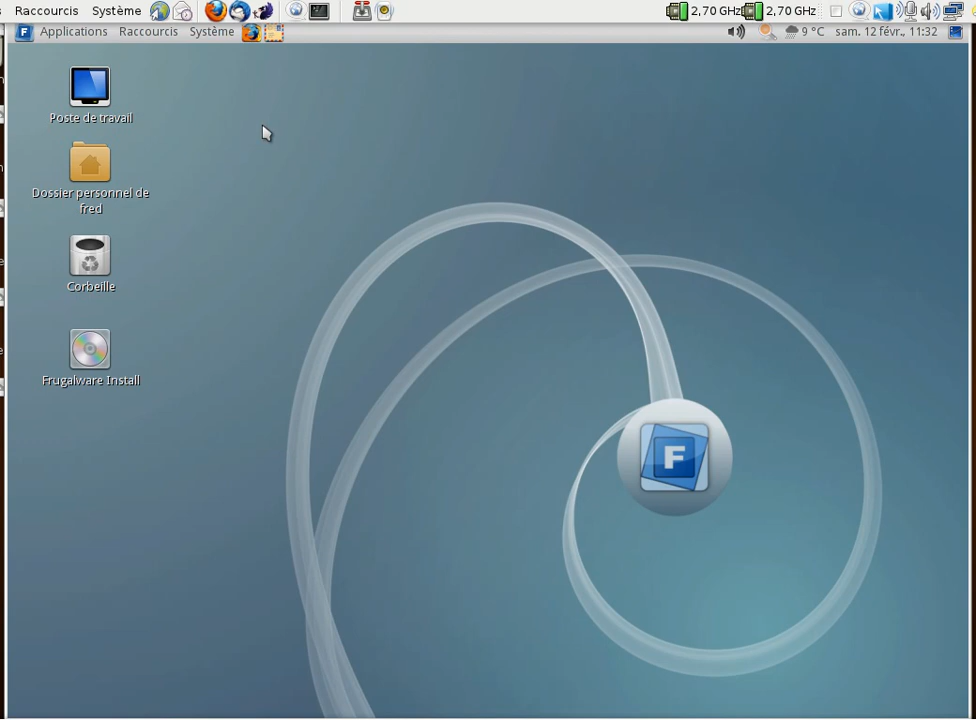 Raccourcis Système 2,70 GHz 2,70 GHz
Applications Raccourcis Système 9 °C sam. 12 févr., 11:32
Poste de travail
Dossier personnel de
fred
Corbeille
Frugalware Install
F